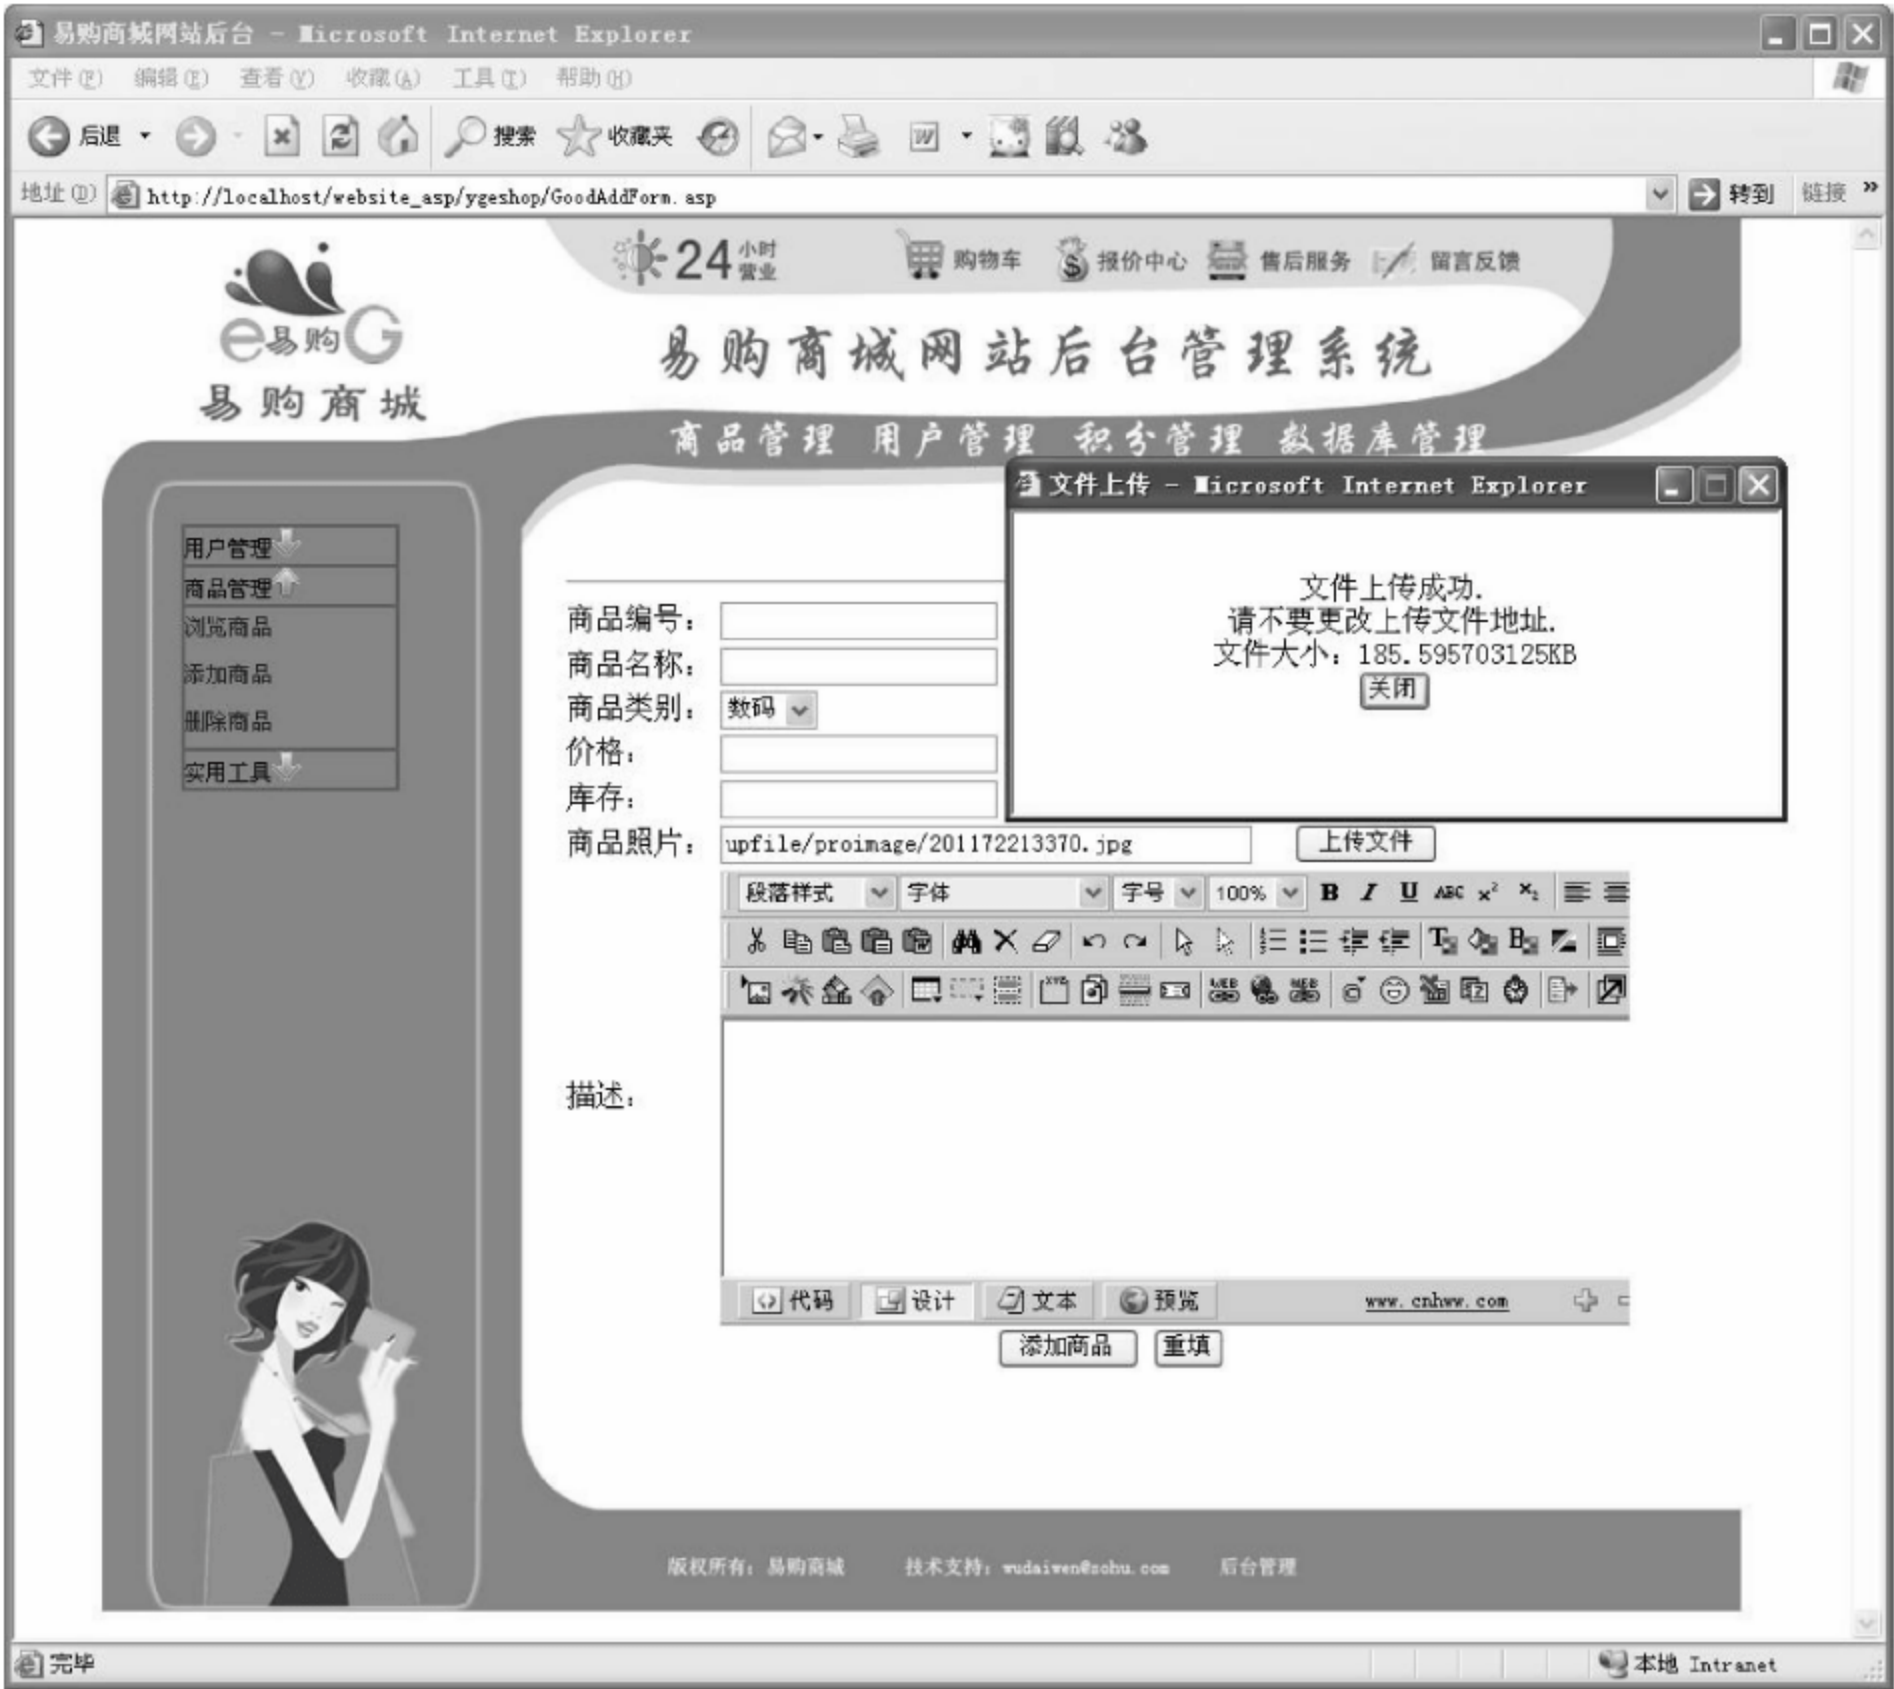 易购商城网站后台 - Microsoft Internet Explorer
文件(F) 编辑(E) 查看(V) 收藏(A) 工具(T) 帮助(H)
后退 搜索 收藏夹
地址(D) http://localhost/website_asp/ygeshop/GoodAddForm.asp 转到 链接 »
24小时营业 购物车 报价中心 售后服务 留言反馈
e易购G
易购商城
易购商城网站后台管理系统
商品管理 用户管理 积分管理 数据库管理
文件上传 - Microsoft Internet Explorer
文件上传成功.
请不要更改上传文件地址.
文件大小：185.595703125KB
关闭
用户管理
商品管理
浏览商品
添加商品
删除商品
实用工具
商品编号：
商品名称：
商品类别： 数码
价格：
库存：
商品照片： upfile/proimage/201172213370.jpg 上传文件
段落样式 字体 字号 100% B I U ABC x² ×₂
描述：
代码 设计 文本 预览 www.cnhww.com
添加商品 重填
版权所有：易购商城 技术支持：wudaiwen@sohu.com 后台管理
完毕 本地 Intranet